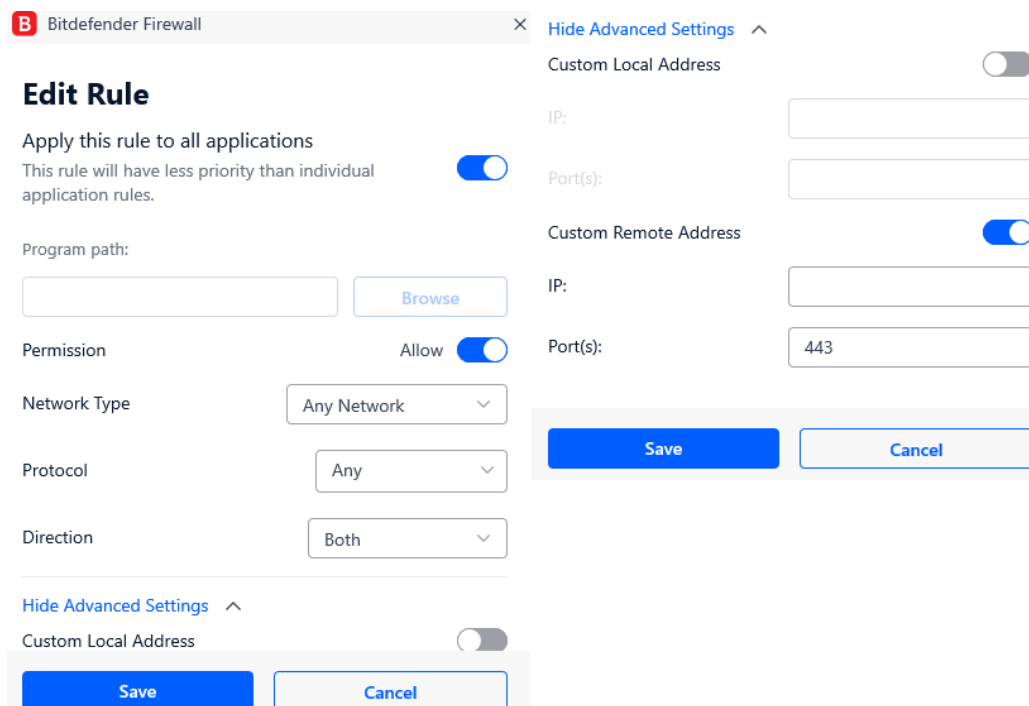 B Bitdefender Firewall
Edit Rule
Apply this rule to all applications
This rule will have less priority than individual
application rules.
Program path:
Browse
Permission Allow
Network Type Any Network
Protocol Any
Direction Both
Hide Advanced Settings
Custom Local Address
Save Cancel
Hide Advanced Settings
Custom Local Address
IP:
Port(s):
Custom Remote Address
IP:
Port(s): 443
Save Cancel